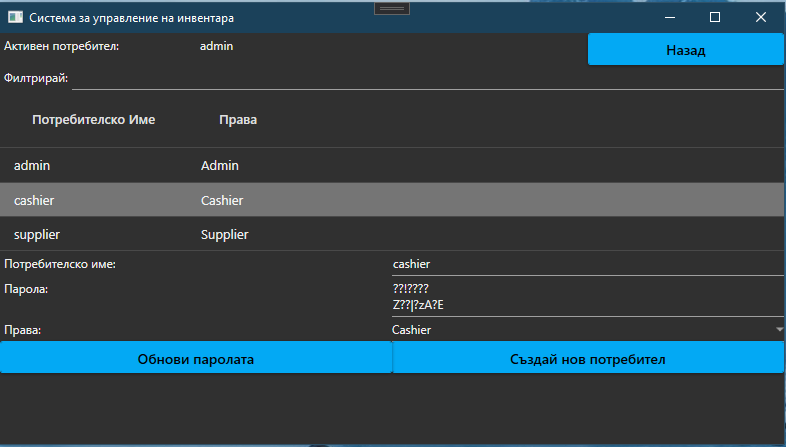 Система за управление на инвентара
Активен потребител: admin Назад
Филтрирай:
Потребителско Име Права
admin Admin
cashier Cashier
supplier Supplier
Потребителско име: cashier
Парола: ??!????
Z??|?zA?E
Права: Cashier
Обнови паролата Създай нов потребител